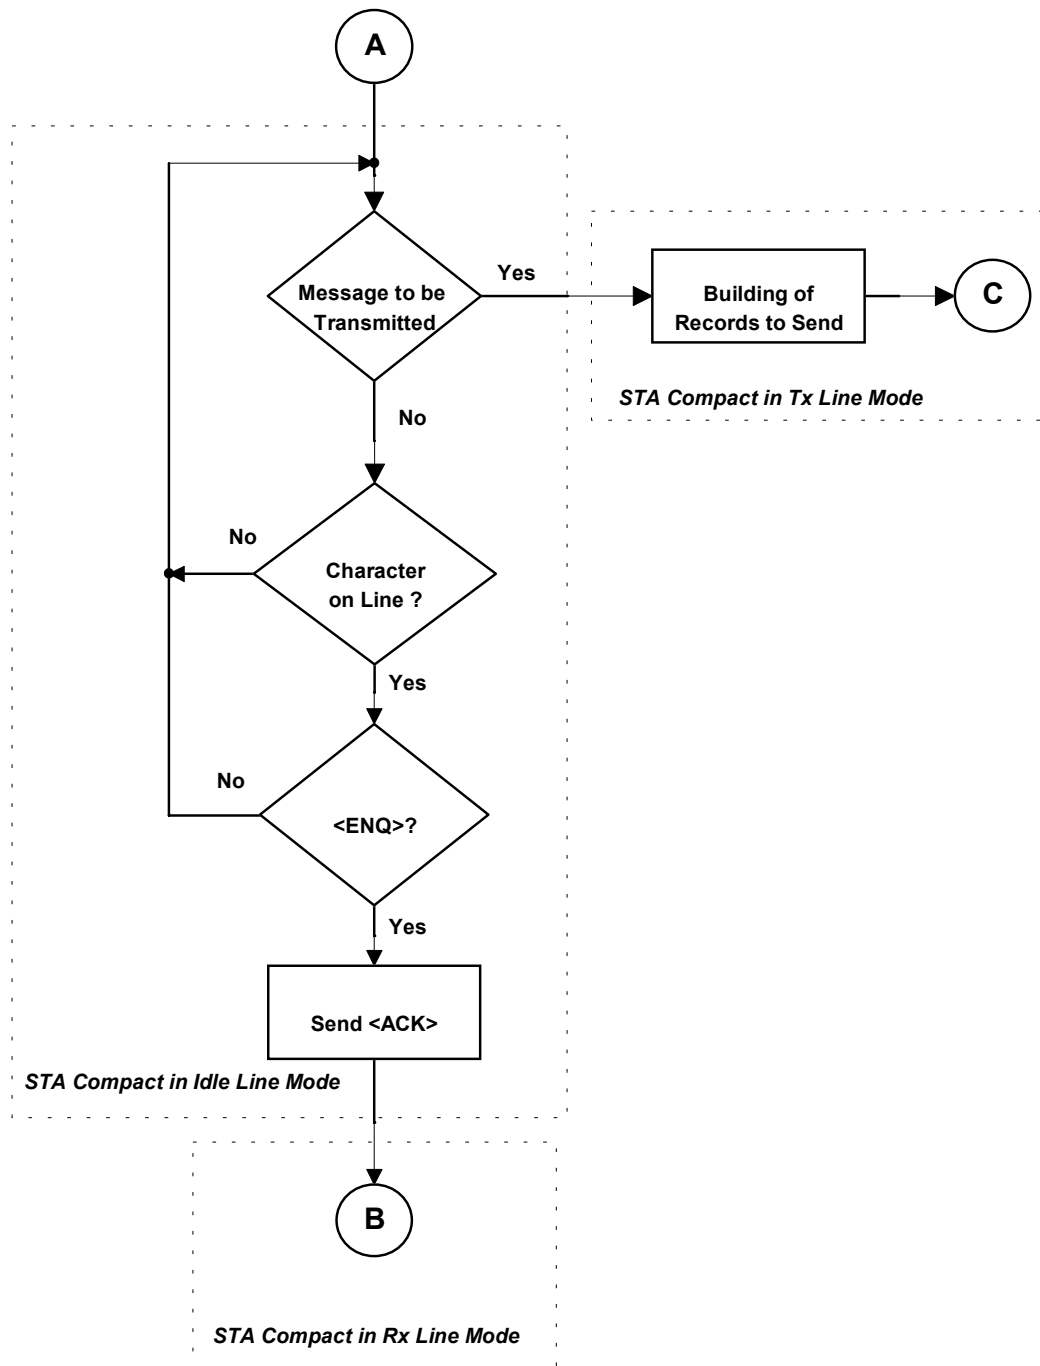 A
Yes
Message to be
Transmitted
Building of
Records to Send
C
STA Compact in Tx Line Mode
No
No
Character
on Line ?
Yes
No
<ENQ>?
Yes
Send <ACK>
STA Compact in Idle Line Mode
B
STA Compact in Rx Line Mode